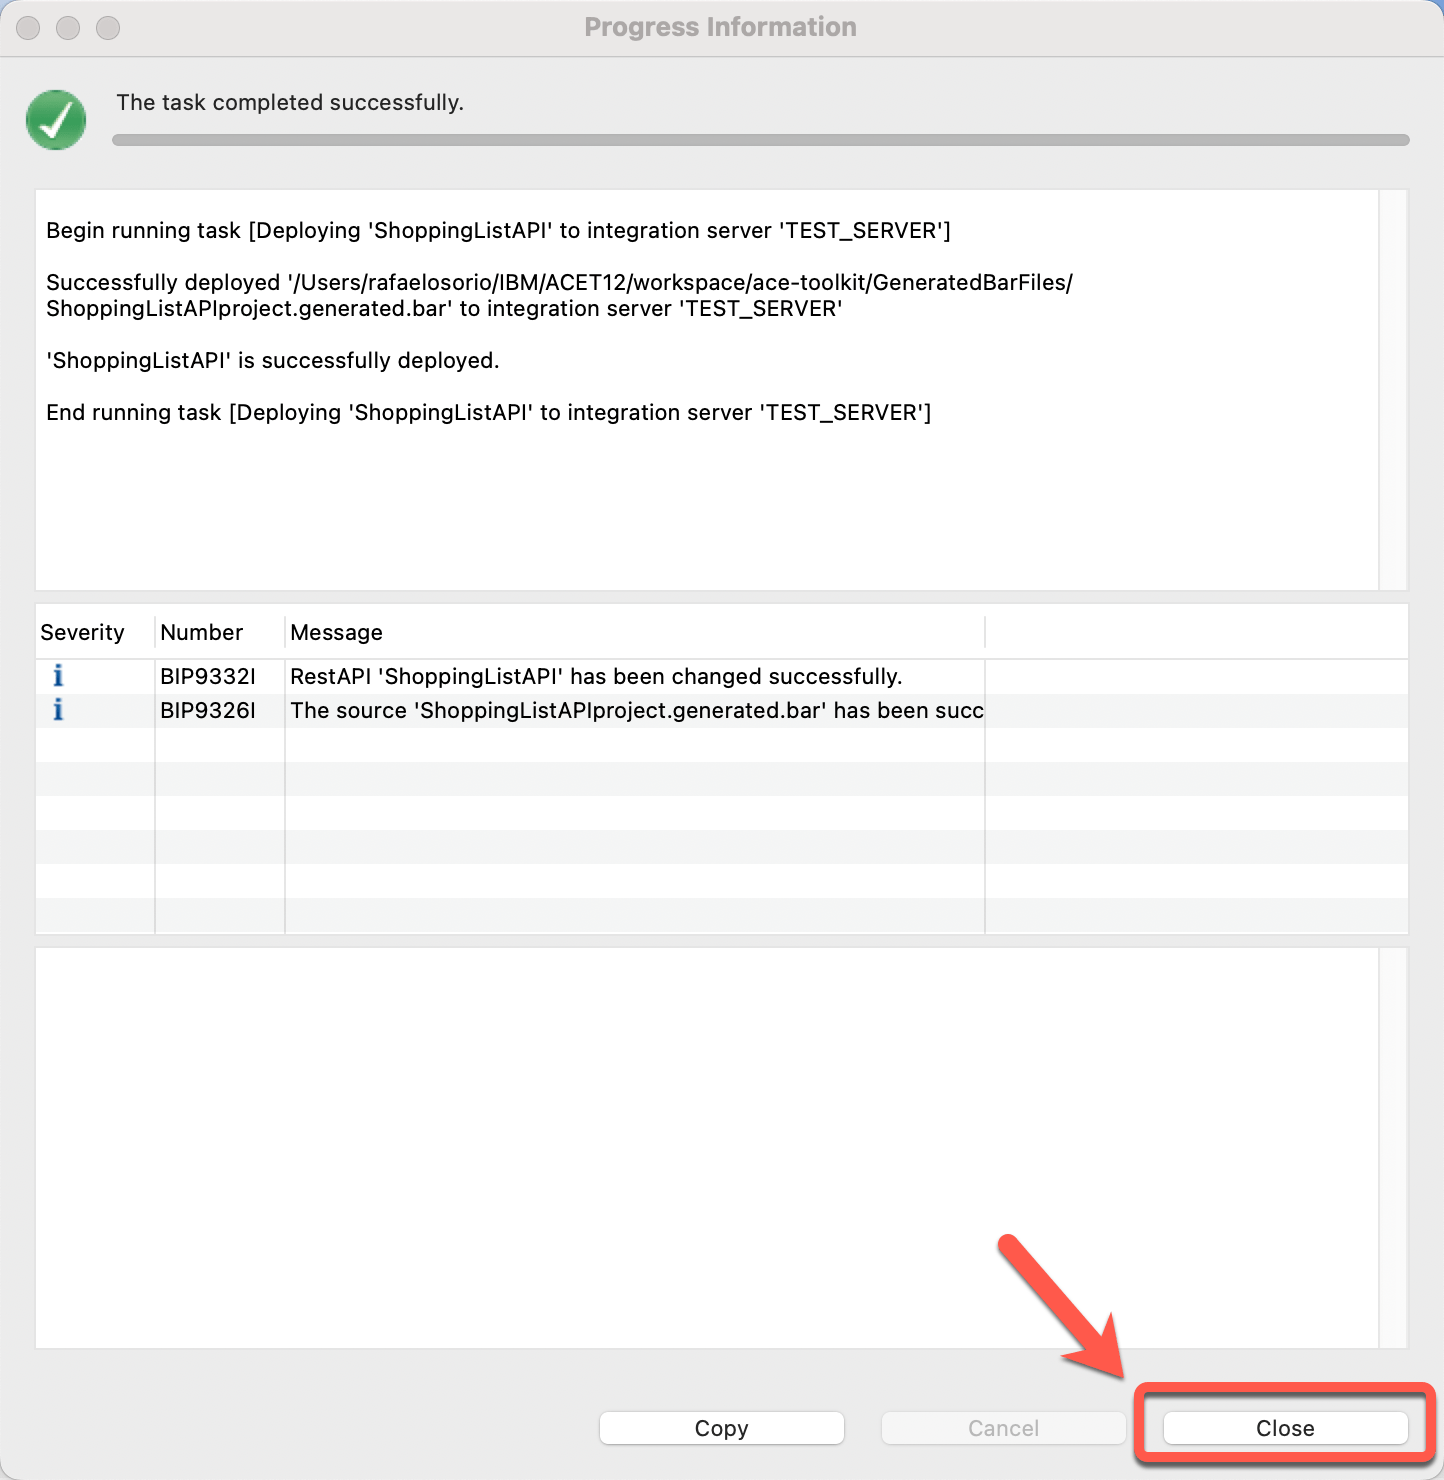 Progress Information
The task completed successfully.
Begin running task [Deploying 'ShoppingListAPI' to integration server 'TEST_SERVER']
Successfully deployed '/Users/rafaelosorio/IBM/ACET12/workspace/ace-toolkit/GeneratedBarFiles/
ShoppingListAPIproject.generated.bar' to integration server 'TEST_SERVER'
'ShoppingListAPI' is successfully deployed.
End running task [Deploying 'ShoppingListAPI' to integration server 'TEST_SERVER']
Severity Number Message
BIP9332I RestAPI 'ShoppingListAPI' has been changed successfully.
BIP9326I The source 'ShoppingListAPIproject.generated.bar' has been succ
Copy Cancel Close